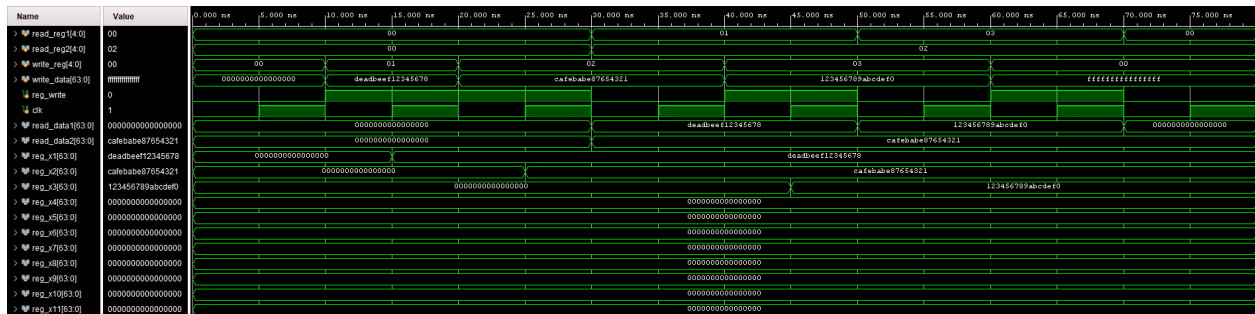 Name Value 0.000 ns 5.000 ns 10.000 ns 15.000 ns 20.000 ns 25.000 ns 30.000 ns 35.000 ns 40.000 ns 45.000 ns 50.000 ns 55.000 ns 60.000 ns 65.000 ns 70.000 ns 75.000 ns
read_reg1[4:0] 00 00 01 03 00
read_reg2[4:0] 02 00 02
write_reg[4:0] 00 00 01 02 03 00
write_data[63:0] ffffffffffffffff 0000000000000000 deadbeef12345678 cafebabe87654321 123456789abcdef0 ffffffffffffffff
reg_write 0
clk 1
read_data1[63:0] 0000000000000000 0000000000000000 deadbeef12345678 123456789abcdef0 0000000000000000
read_data2[63:0] cafebabe87654321 0000000000000000 cafebabe87654321
reg_x1[63:0] deadbeef12345678 0000000000000000 deadbeef12345678
reg_x2[63:0] cafebabe87654321 0000000000000000 cafebabe87654321
reg_x3[63:0] 123456789abcdef0 0000000000000000 123456789abcdef0
reg_x4[63:0] 0000000000000000 0000000000000000
reg_x5[63:0] 0000000000000000 0000000000000000
reg_x6[63:0] 0000000000000000 0000000000000000
reg_x7[63:0] 0000000000000000 0000000000000000
reg_x8[63:0] 0000000000000000 0000000000000000
reg_x9[63:0] 0000000000000000 0000000000000000
reg_x10[63:0] 0000000000000000 0000000000000000
reg_x11[63:0] 0000000000000000 0000000000000000